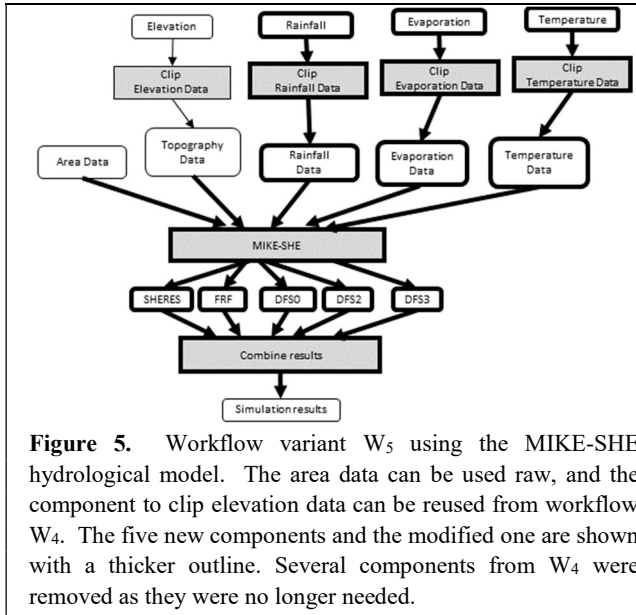 Elevation Rainfall Evaporation Temperature
Clip Clip Clip Clip
Elevation Data Rainfall Data Evaporation Data Temperature Data
Area Data Topography Rainfall Evaporation Temperature
Data Data Data Data
MIKE-SHE
SHERES FRF DFS0 DFS2 DFS3
Combine results
Simulation results
Figure 5. Workflow variant W5 using the MIKE-SHE
hydrological model. The area data can be used raw, and the
component to clip elevation data can be reused from workflow
W4. The five new components and the modified one are shown
with a thicker outline. Several components from W4 were
removed as they were no longer needed.